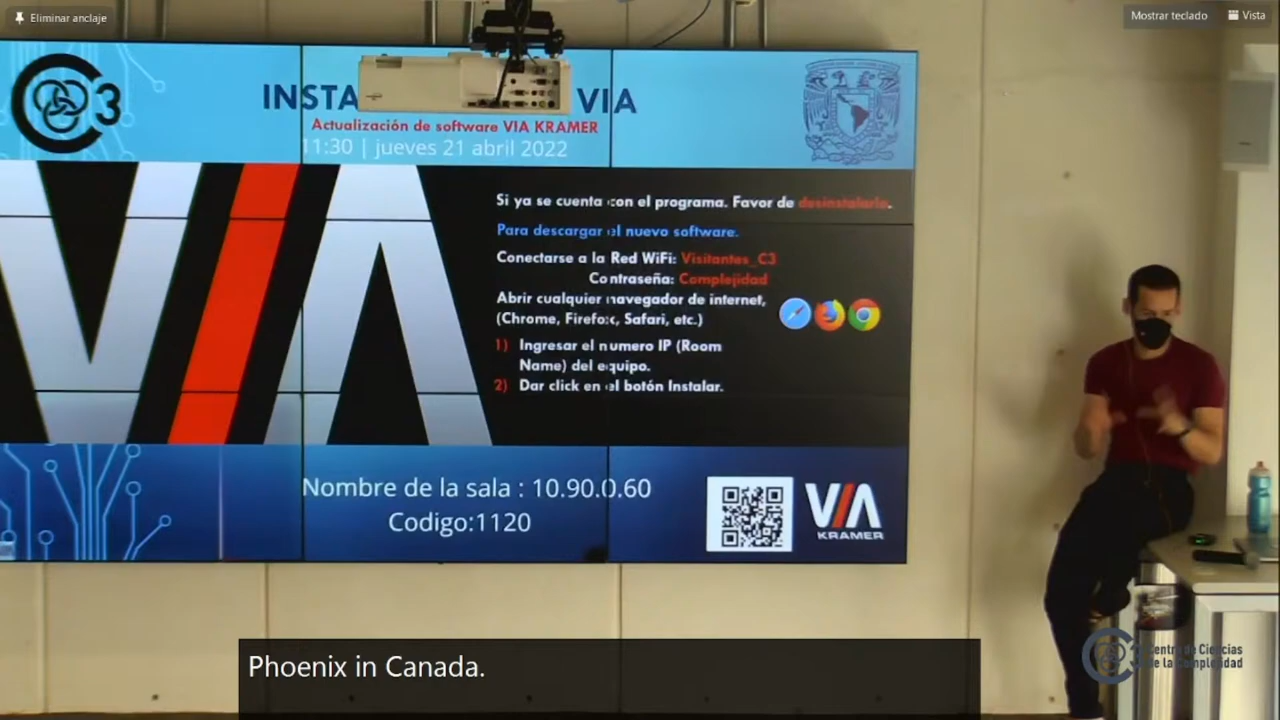 Eliminar anclaje
Mostrar teclado
Vista
3
INSTA VIA
Actualización de software VIA KRAMER
11:30 | jueves 21 abril 2022
VIA
Si ya se cuenta con el programa. Favor de desinstalarlo.
Para descargar el nuevo software.
Conectarse a la Red WiFi: Visitantes_C3
Contraseña: Complejidad
Abrir cualquier navegador de internet,
(Chrome, Firefox, Safari, etc.)
1) Ingresar el numero IP (Room
Name) del equipo.
2) Dar click en el botón Instalar.
Nombre de la sala : 10.90.0.60
Codigo:1120
VIA
KRAMER
3 Centro de Ciencias
de la Complejidad
Phoenix in Canada.